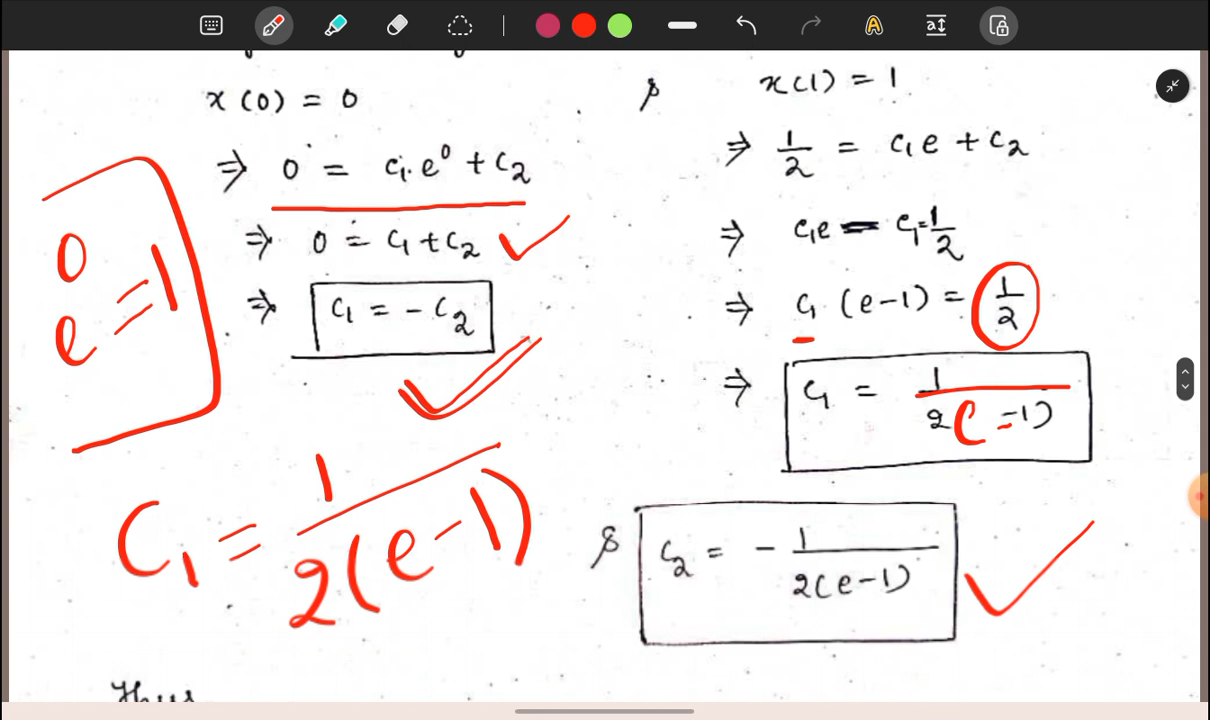 x(0) = 0
⇒ 0 = c₁.e⁰ + c₂
⇒ 0 = c₁ + c₂
⇒ c₁ = -c₂
e⁰ = 1
C₁ = 1/2(e-1)
x(1) = 1
⇒ 1/2 = c₁e + c₂
⇒ c₁e - c₁ = 1/2
⇒ c₁(e-1) = 1/2
⇒ c₁ = 1/2( -1)
& c₂ = - 1/2(e-1)